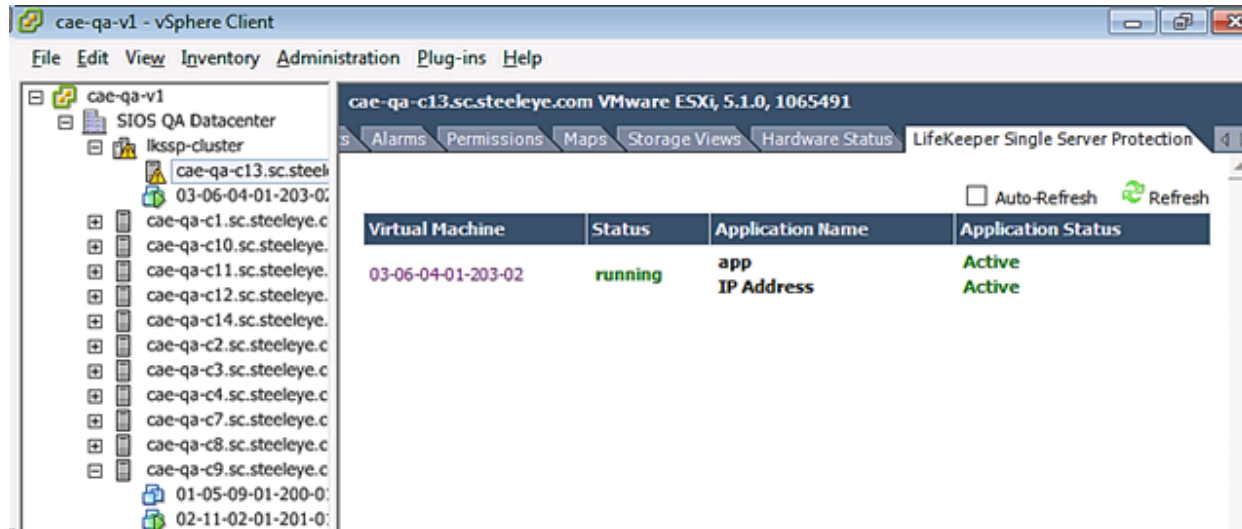 cae-qa-v1 - vSphere Client
File Edit View Inventory Administration Plug-ins Help
cae-qa-v1
SIOS QA Datacenter
lkssp-cluster
cae-qa-c13.sc.steel
03-06-04-01-203-02
cae-qa-c1.sc.steeleye.c
cae-qa-c10.sc.steeleye.
cae-qa-c11.sc.steeleye.
cae-qa-c12.sc.steeleye.
cae-qa-c14.sc.steeleye.
cae-qa-c2.sc.steeleye.c
cae-qa-c3.sc.steeleye.c
cae-qa-c4.sc.steeleye.c
cae-qa-c7.sc.steeleye.c
cae-qa-c8.sc.steeleye.c
cae-qa-c9.sc.steeleye.c
01-05-09-01-200-01
02-11-02-01-201-0
cae-qa-c13.sc.steeleye.com VMware ESXi, 5.1.0, 1065491
s Alarms Permissions Maps Storage Views Hardware Status LifeKeeper Single Server Protection
Auto-Refresh Refresh
Virtual Machine Status Application Name Application Status
03-06-04-01-203-02 running app Active
IP Address Active